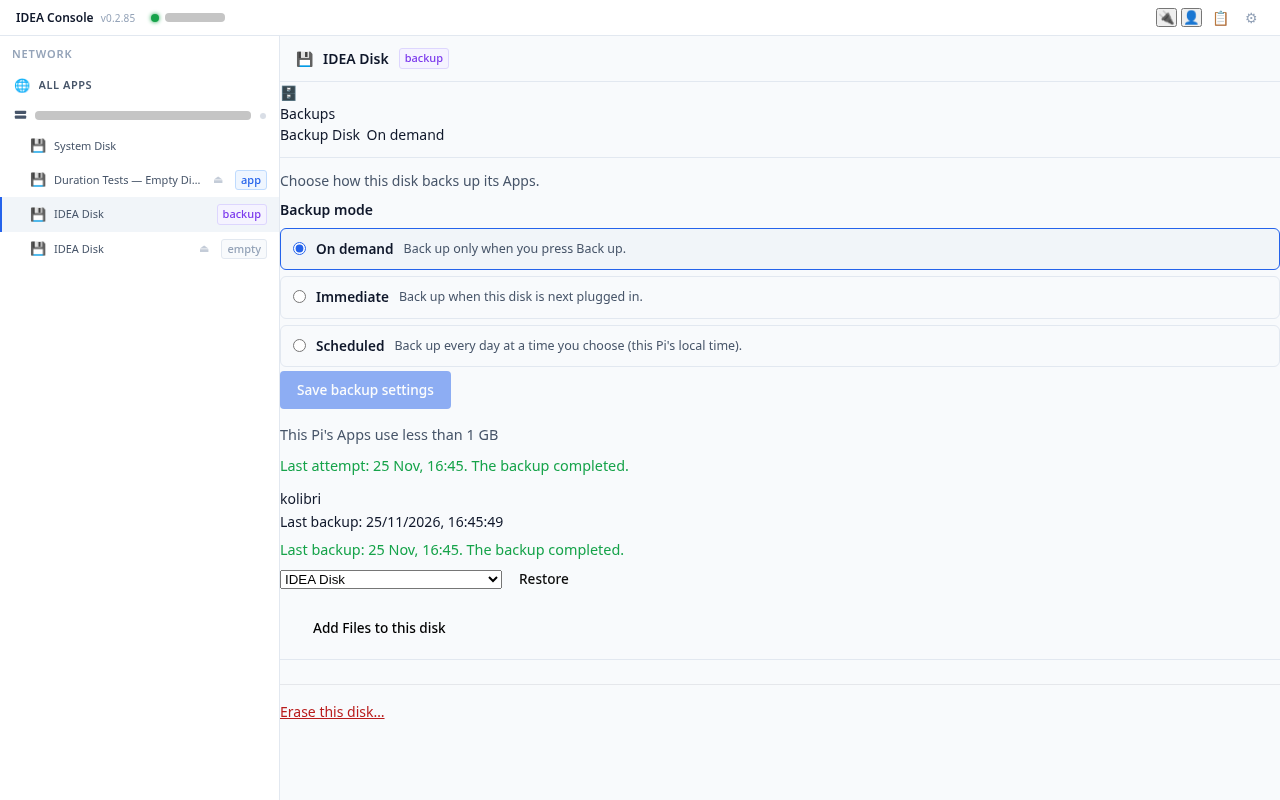 IDEA Console v0.2.85
NETWORK
ALL APPS
System Disk
Duration Tests — Empty Di... app
IDEA Disk backup
IDEA Disk empty
IDEA Disk backup
Backups
Backup Disk On demand
Choose how this disk backs up its Apps.
Backup mode
On demand Back up only when you press Back up.
Immediate Back up when this disk is next plugged in.
Scheduled Back up every day at a time you choose (this Pi's local time).
Save backup settings
This Pi's Apps use less than 1 GB
Last attempt: 25 Nov, 16:45. The backup completed.
kolibri
Last backup: 25/11/2026, 16:45:49
Last backup: 25 Nov, 16:45. The backup completed.
IDEA Disk Restore
Add Files to this disk
Erase this disk...